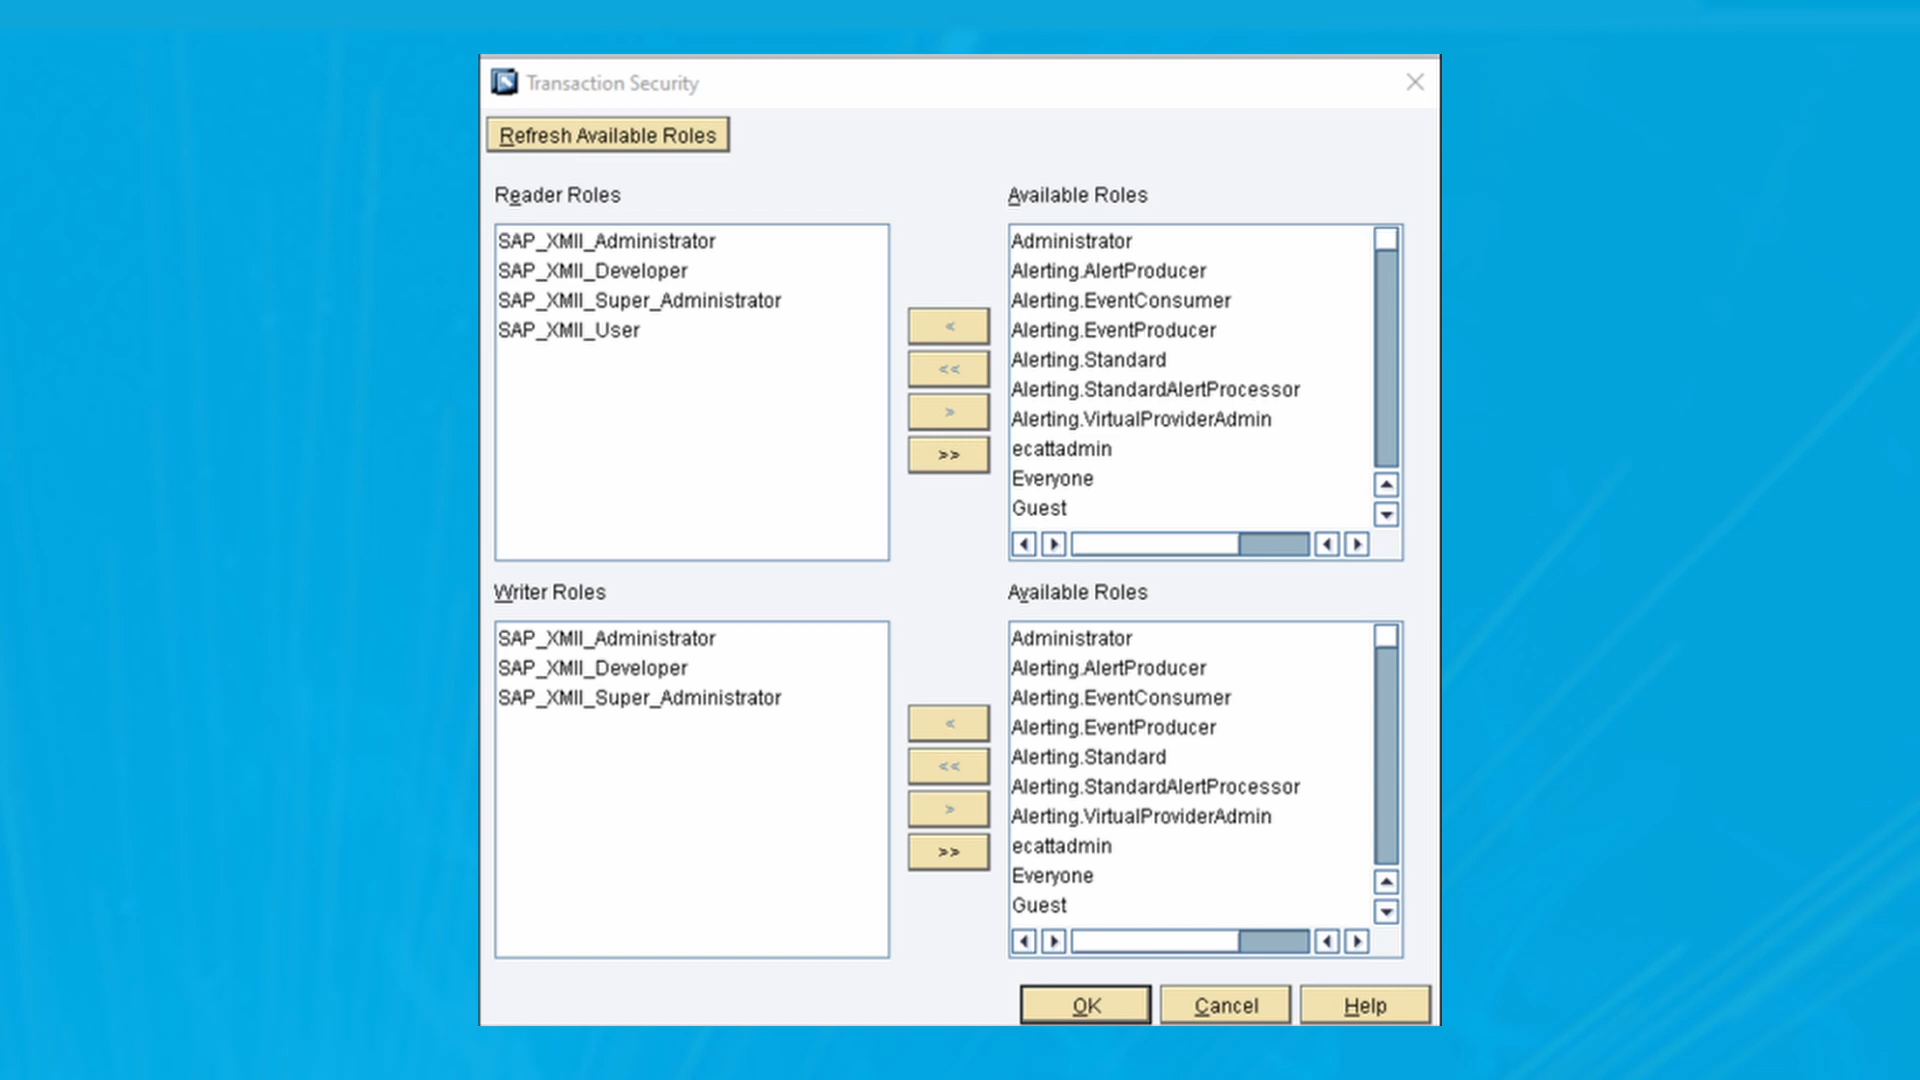 Transaction Security
Refresh Available Roles
Reader Roles
SAP_XMII_Administrator
SAP_XMII_Developer
SAP_XMII_Super_Administrator
SAP_XMII_User
<
<<
>
>>
Available Roles
Administrator
Alerting.AlertProducer
Alerting.EventConsumer
Alerting.EventProducer
Alerting.Standard
Alerting.StandardAlertProcessor
Alerting.VirtualProviderAdmin
ecattadmin
Everyone
Guest
Writer Roles
SAP_XMII_Administrator
SAP_XMII_Developer
SAP_XMII_Super_Administrator
<
<<
>
>>
Available Roles
Administrator
Alerting.AlertProducer
Alerting.EventConsumer
Alerting.EventProducer
Alerting.Standard
Alerting.StandardAlertProcessor
Alerting.VirtualProviderAdmin
ecattadmin
Everyone
Guest
OK
Cancel
Help